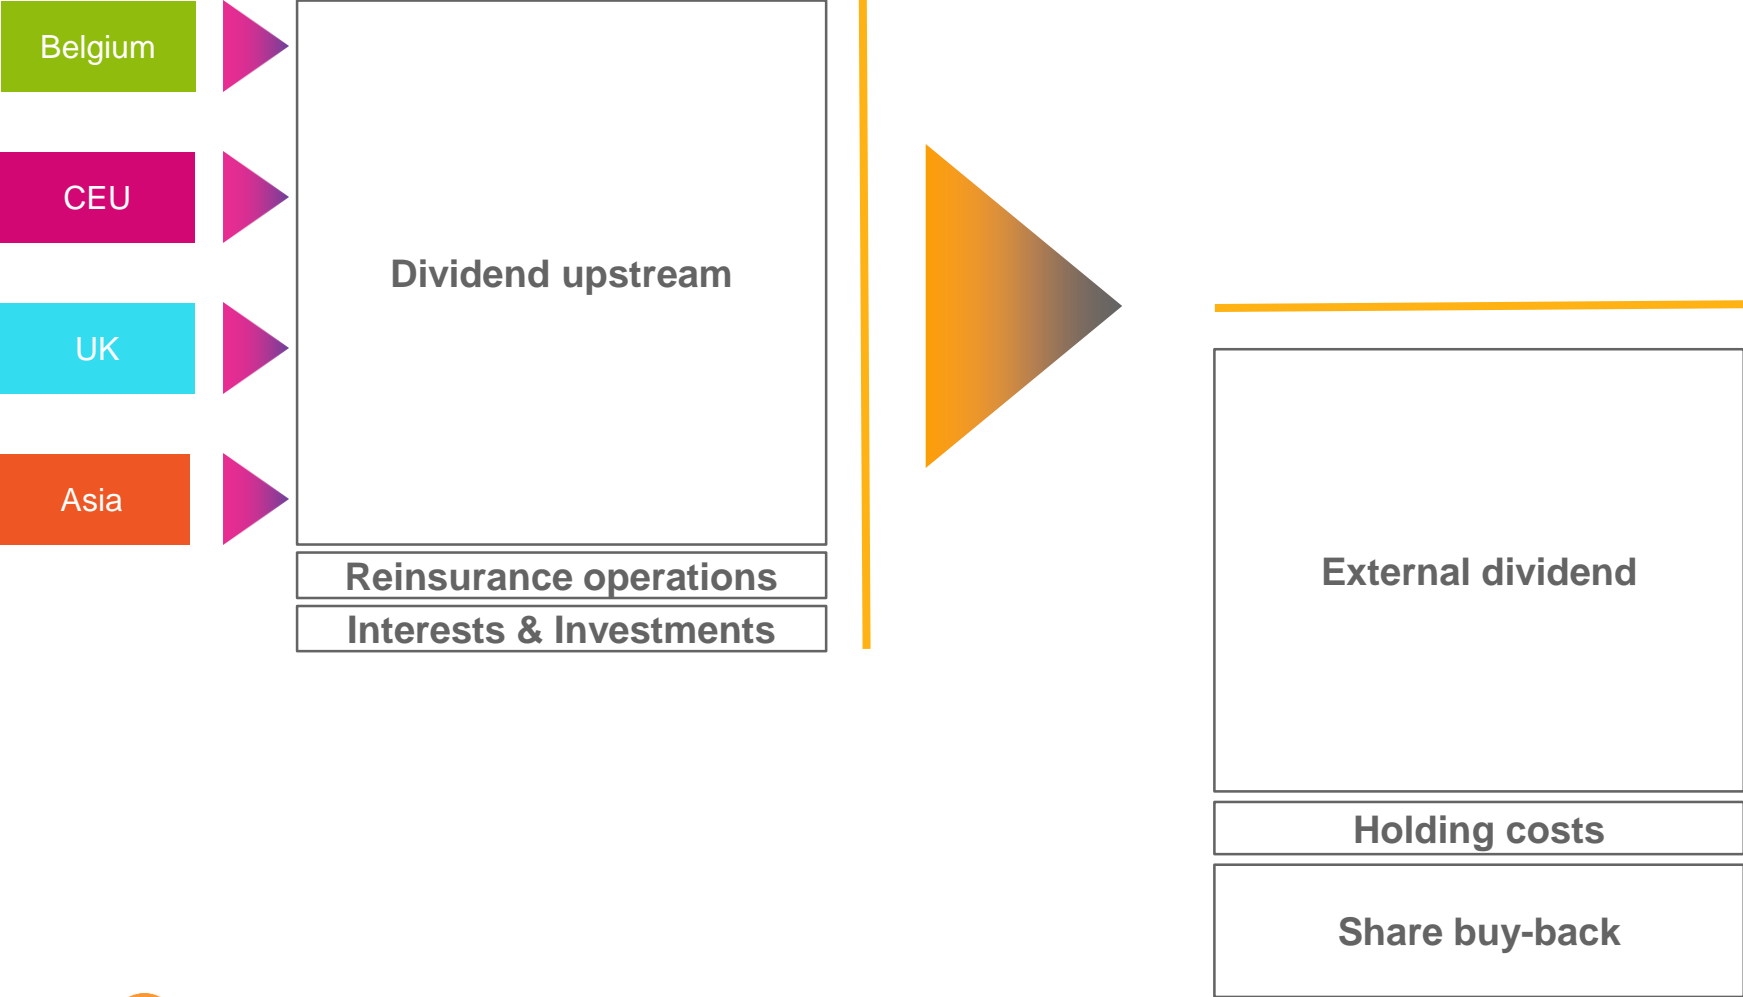 Belgium
CEU
UK
Asia
Dividend upstream
Reinsurance operations
Interests & Investments
External dividend
Holding costs
Share buy-back